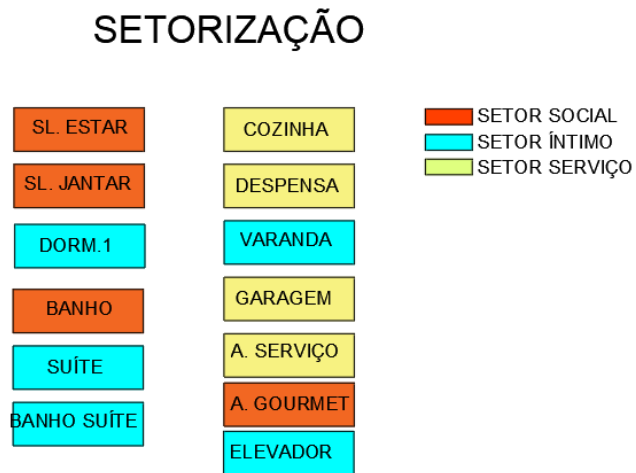 SETORIZAÇÃO
SL. ESTAR
SL. JANTAR
DORM.1
BANHO
SUÍTE
BANHO SUÍTE
COZINHA
DESPENSA
VARANDA
GARAGEM
A. SERVIÇO
A. GOURMET
ELEVADOR
SETOR SOCIAL
SETOR ÍNTIMO
SETOR SERVIÇO